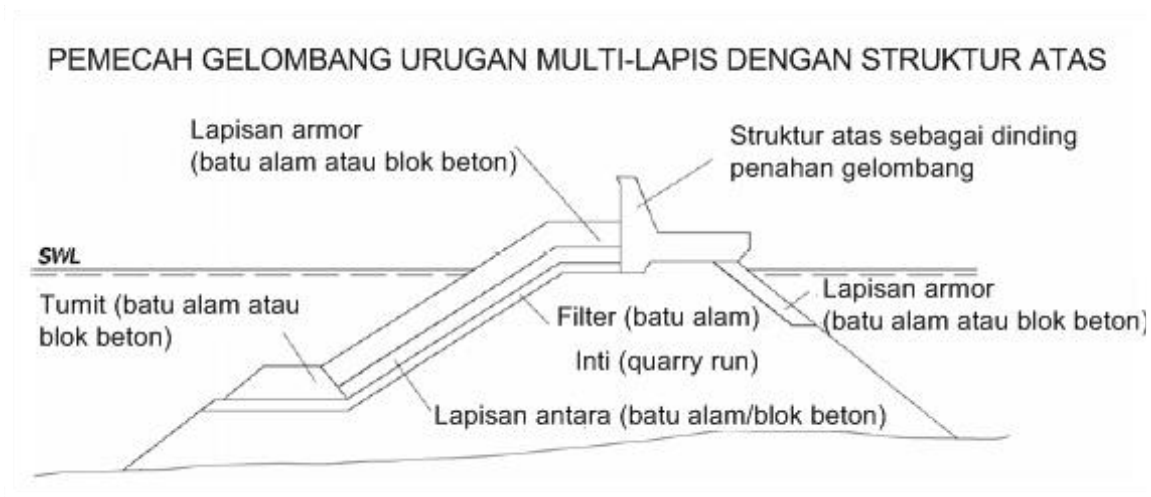 PEMECAH GELOMBANG URUGAN MULTI-LAPIS DENGAN STRUKTUR ATAS
Lapisan armor
(batu alam atau blok beton)
Struktur atas sebagai dinding
penahan gelombang
SWL
Tumit (batu alam atau
blok beton)
Filter (batu alam)
Lapisan armor
(batu alam atau blok beton)
Inti (quarry run)
Lapisan antara (batu alam/blok beton)